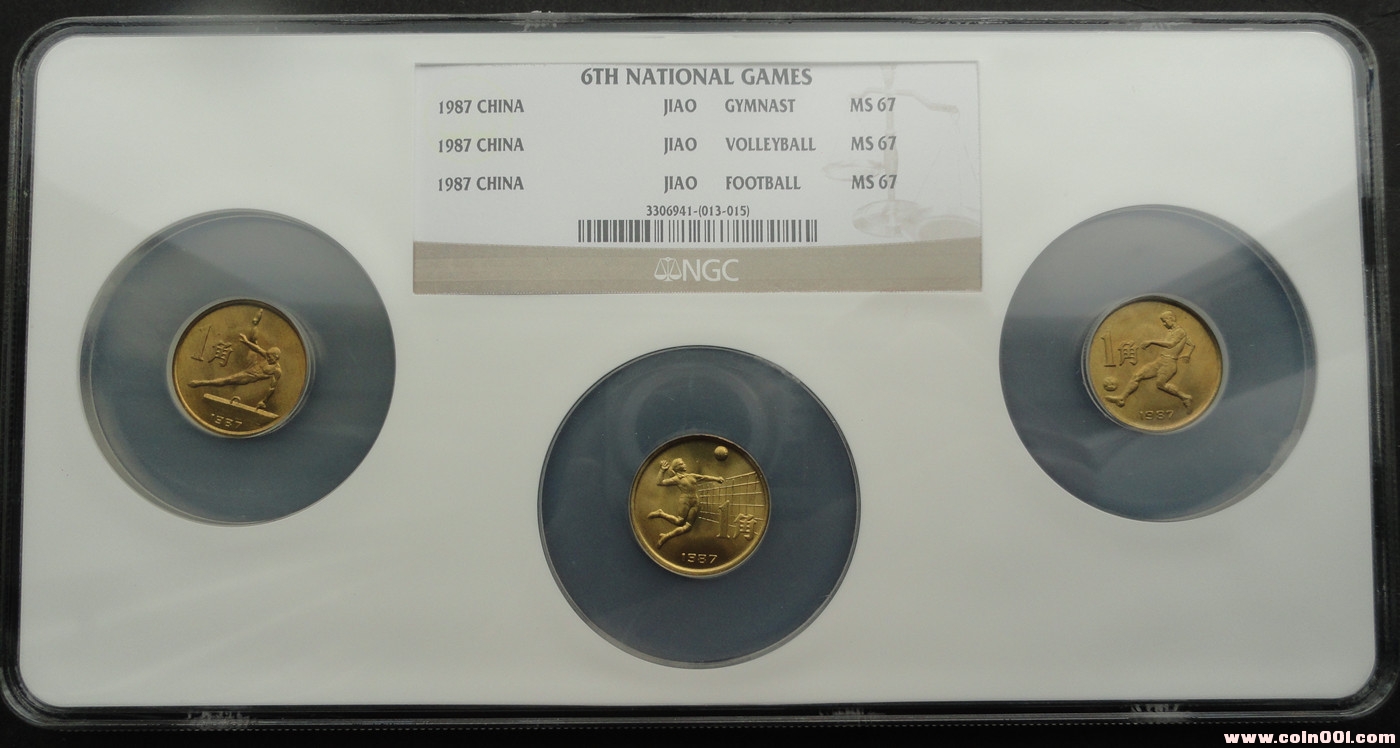 6TH NATIONAL GAMES
1987 CHINA JIAO GYMNAST MS 67
1987 CHINA JIAO VOLLEYBALL MS 67
1987 CHINA JIAO FOOTBALL MS 67
3306941-(013-015)
NGC
1角
1987
1角
1987
1角
1987
www.coin001.com